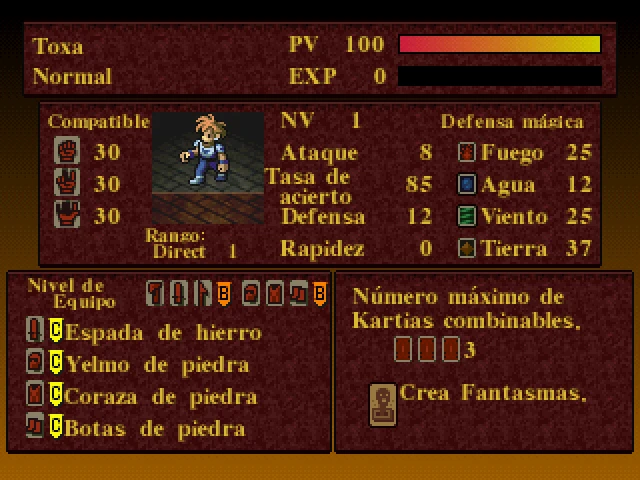 Toxa PV 100
Normal EXP 0
Compatible NV 1 Defensa mágica
30 Ataque 8 Fuego 25
30 Tasa de acierto 85 Agua 12
30 Defensa 12 Viento 25
Rango: Direct 1 Rapidez 0 Tierra 37
Nivel de Equipo B B
C Espada de hierro
C Yelmo de piedra
C Coraza de piedra
C Botas de piedra
Número máximo de
Kartias combinables.
3
Crea Fantasmas.